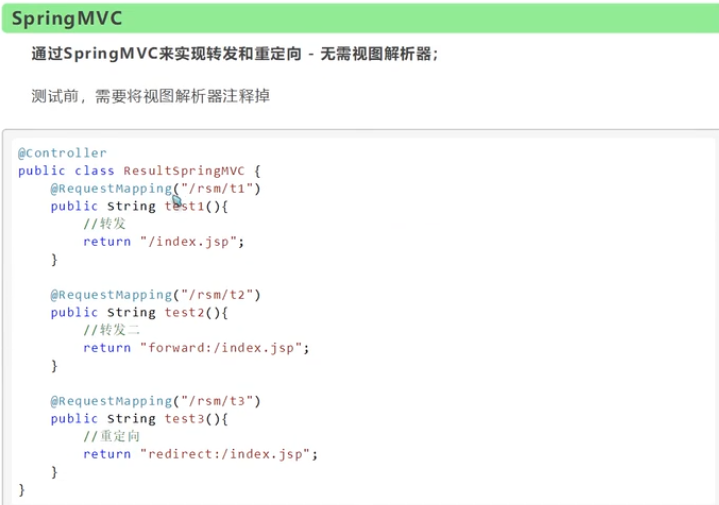 SpringMVC
通过SpringMVC来实现转发和重定向 - 无需视图解析器；
测试前，需要将视图解析器注释掉
@Controller
public class ResultSpringMVC {
@RequestMapping("/rsm/t1")
public String test1(){
//转发
return "/index.jsp";
}
@RequestMapping("/rsm/t2")
public String test2(){
//转发二
return "forward:/index.jsp";
}
@RequestMapping("/rsm/t3")
public String test3(){
//重定向
return "redirect:/index.jsp";
}
}